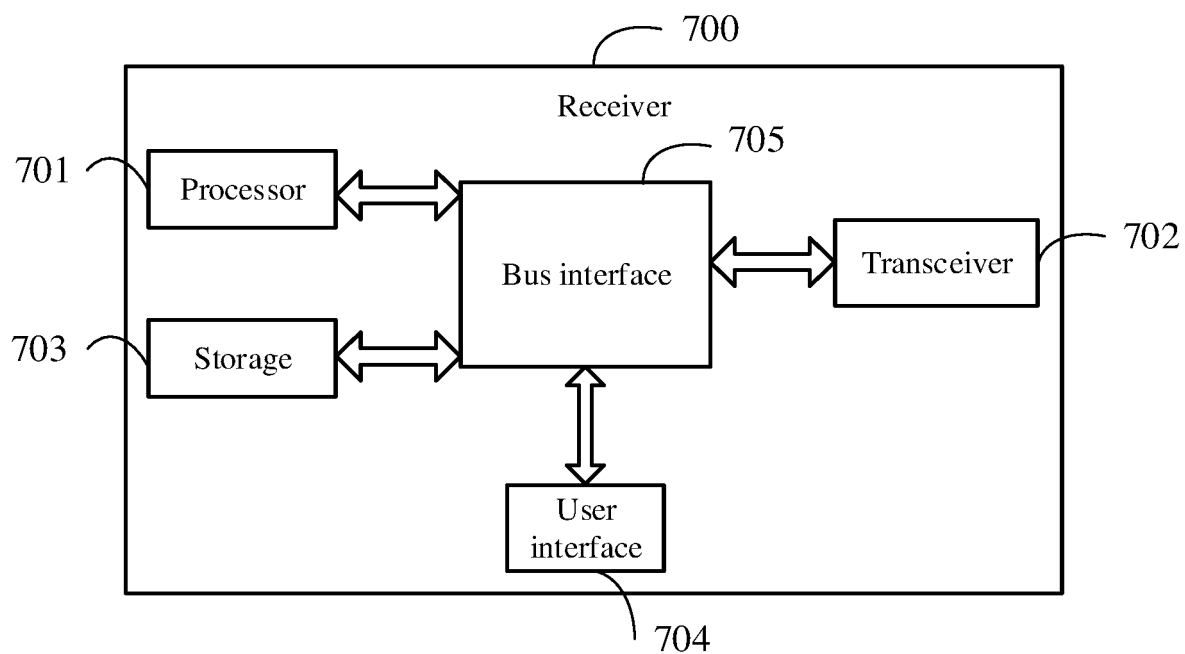 700
Receiver
701
Processor
705
Bus interface
Transceiver
702
703
Storage
User
interface
704